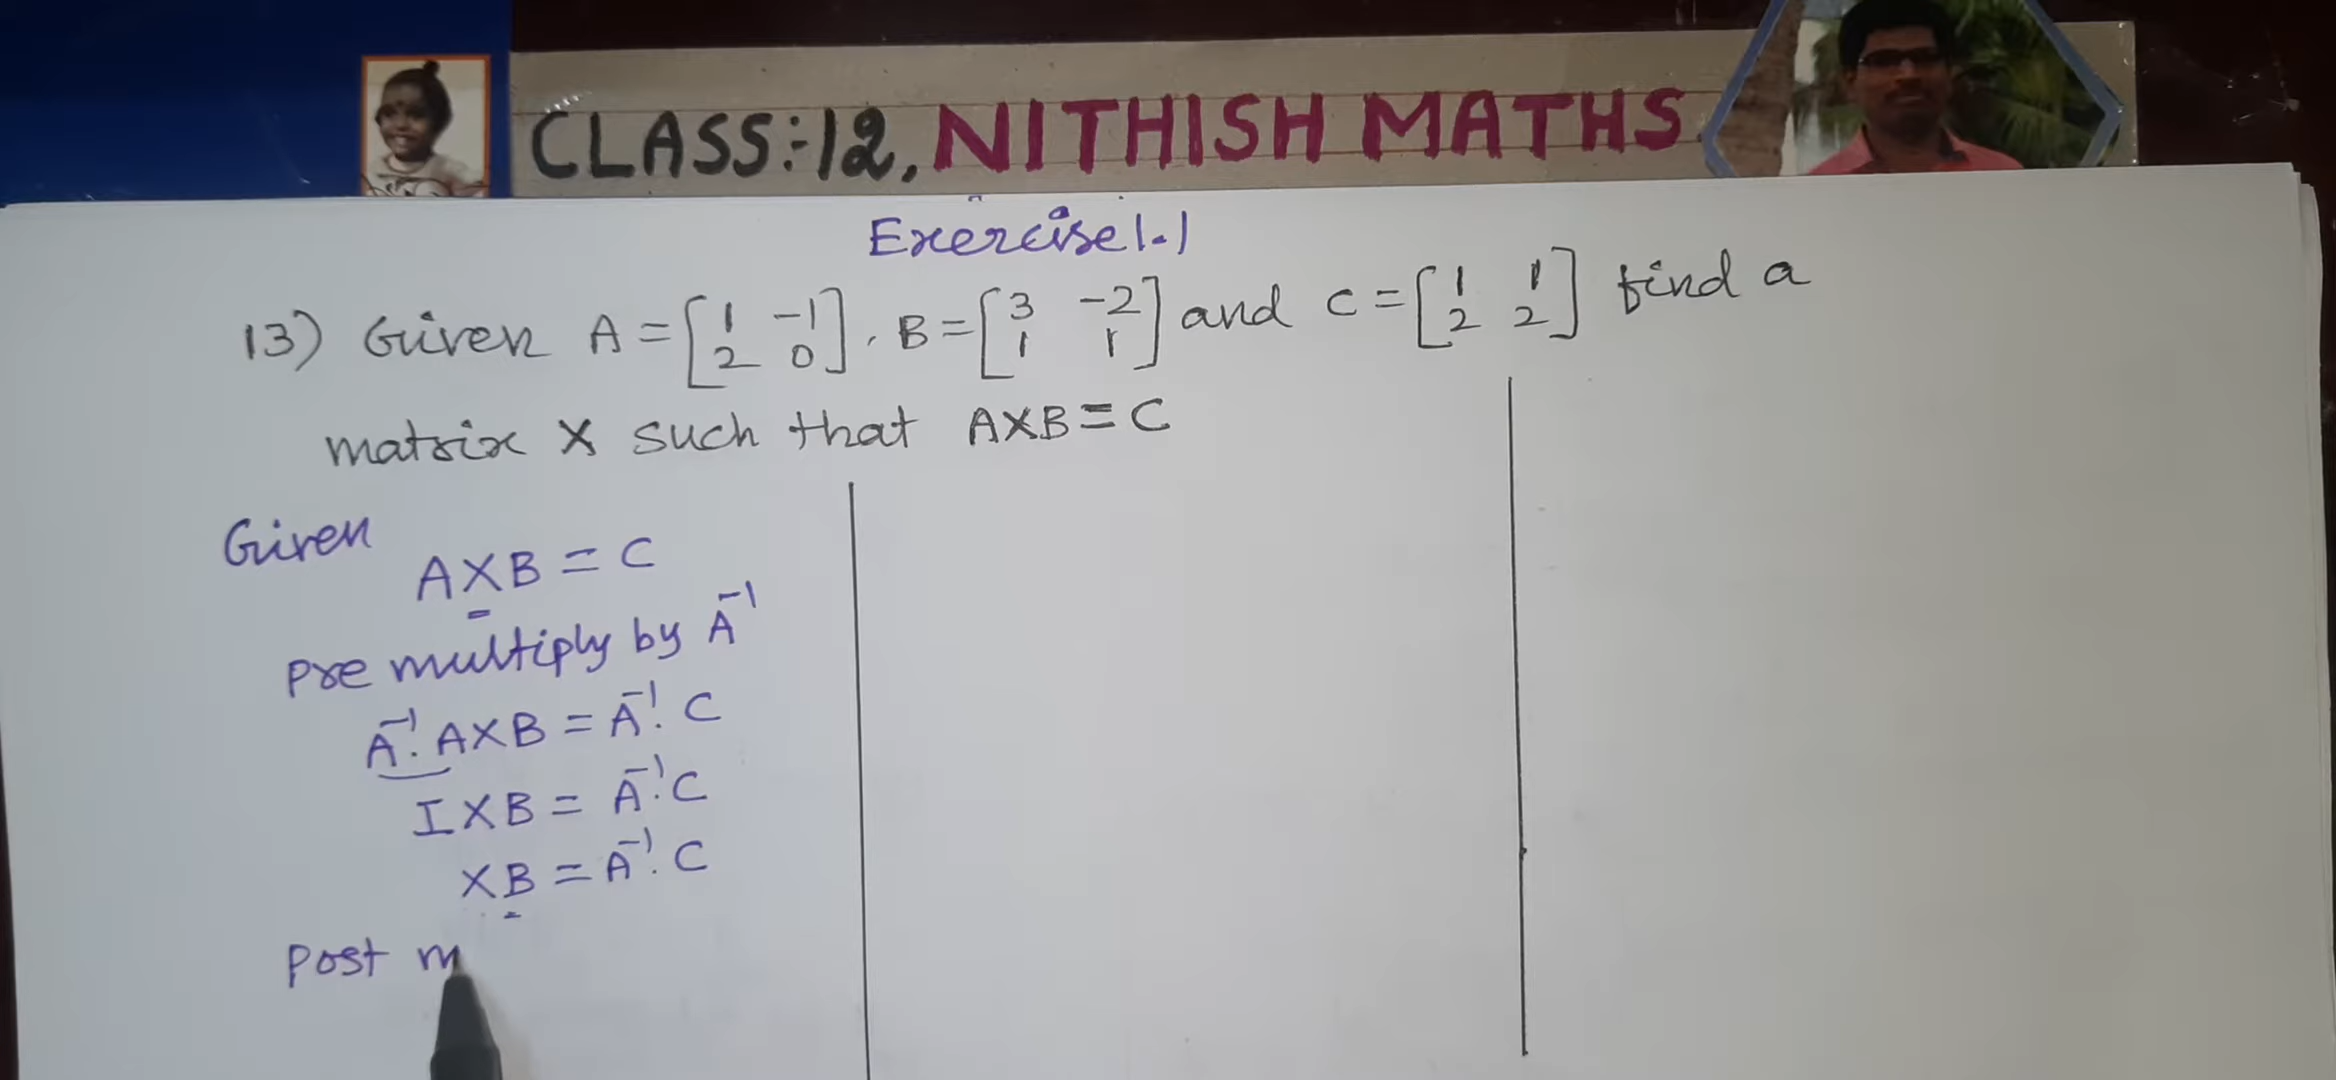 CLASS:-12, NITHISH MATHS
Exercise 1.1
13) Given A = [1 -1 2 0], B = [3 -2 1 1] and C = [1 1 2 2] find a
matrix X such that AXB = C
Given
AXB = C
pre multiply by A⁻¹
A⁻¹. AXB = A⁻¹. C
IXB = A⁻¹. C
XB = A⁻¹. C
Post m